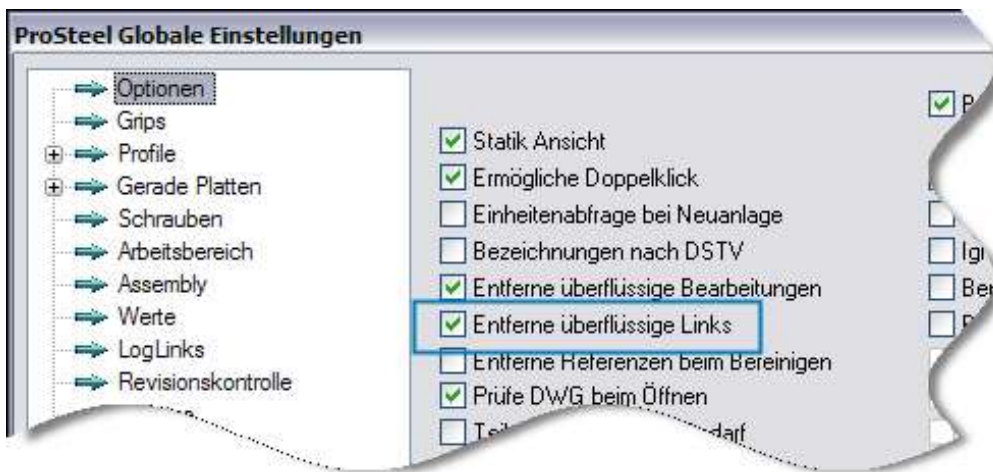 ProSteel Globale Einstellungen
Optionen
Grips
Profile
Gerade Platten
Schrauben
Arbeitsbereich
Assembly
Werte
LogLinks
Revisionskontrolle
Statik Ansicht
Ermögliche Doppelklick
Einheitenabfrage bei Neuanlage
Bezeichnungen nach DSTV
Entferne überflüssige Bearbeitungen
Entferne überflüssige Links
Entferne Referenzen beim Bereinigen
Prüfe DWG beim Öffnen